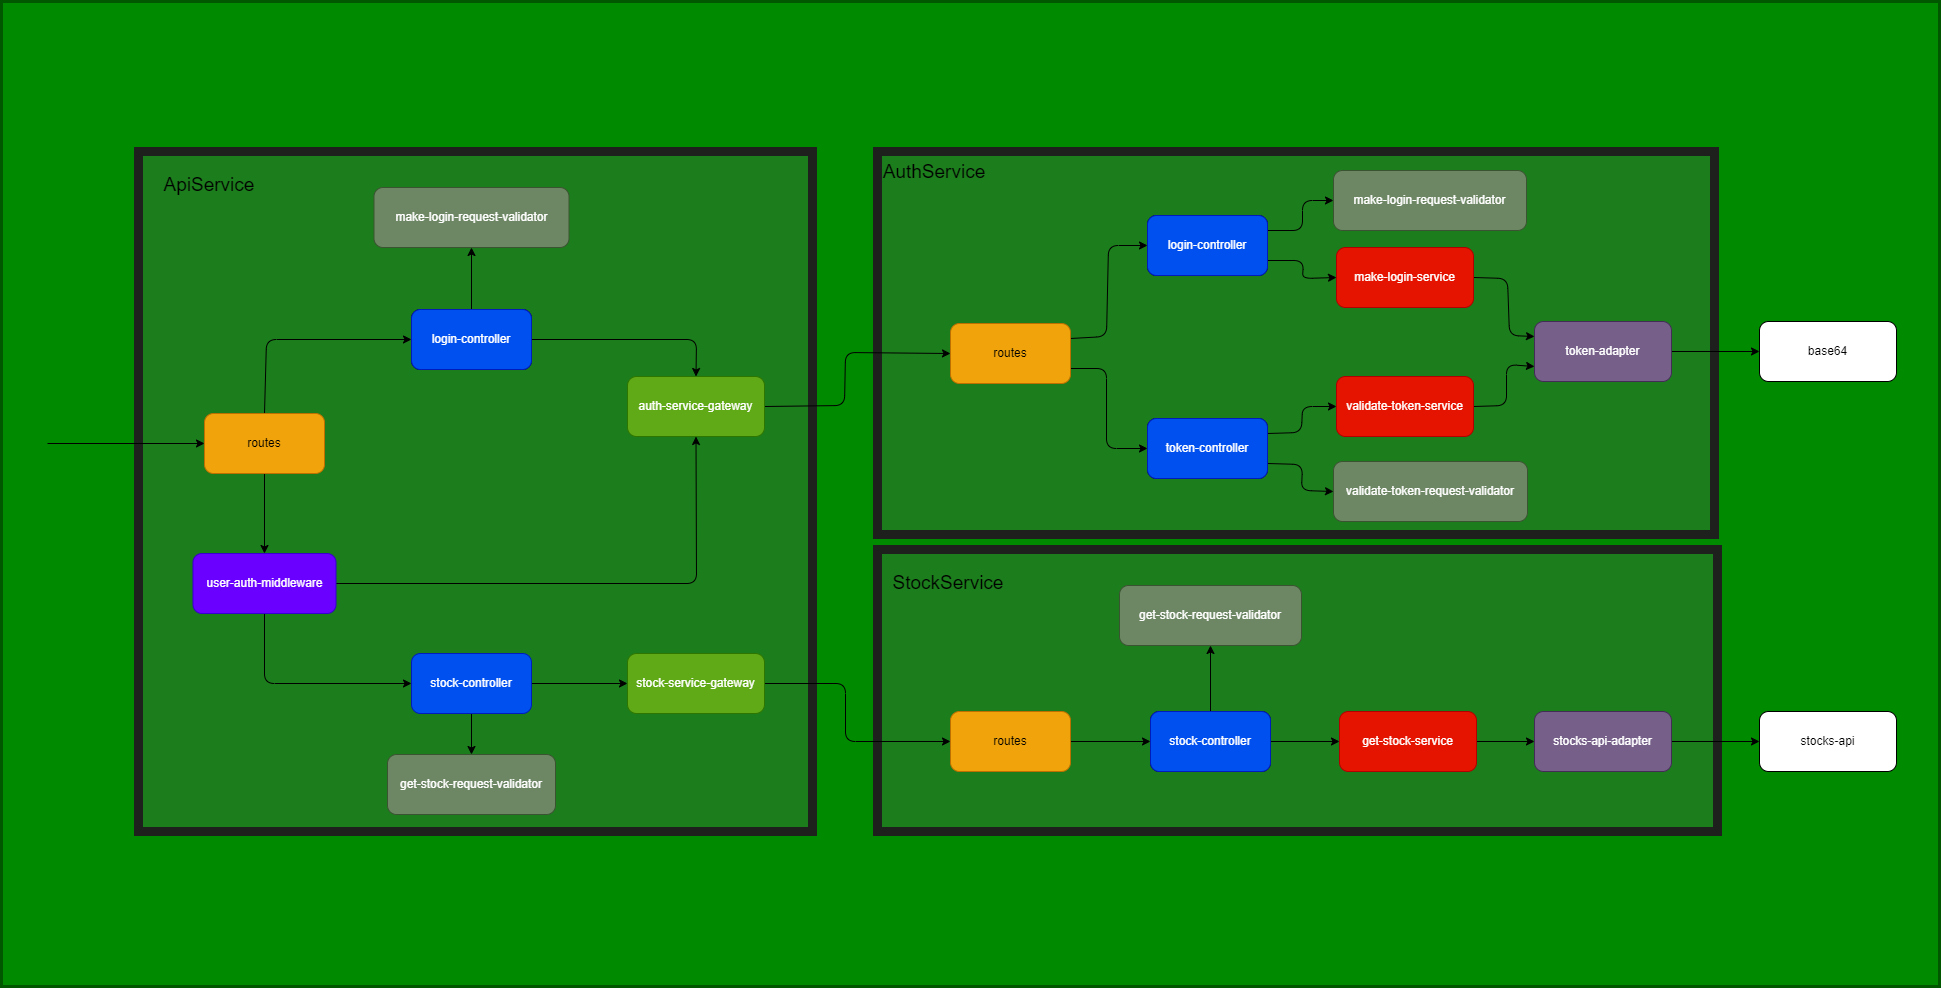 ApiService
make-login-request-validator
login-controller
auth-service-gateway
routes
user-auth-middleware
stock-controller
stock-service-gateway
get-stock-request-validator
AuthService
make-login-request-validator
login-controller
make-login-service
routes
token-adapter
base64
validate-token-service
token-controller
validate-token-request-validator
StockService
get-stock-request-validator
routes
stock-controller
get-stock-service
stocks-api-adapter
stocks-api